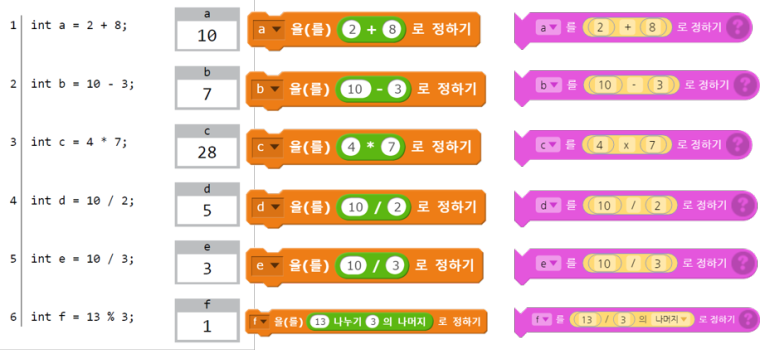 1 int a = 2 + 8; a 10 a 을(를) 2 + 8 로 정하기 a 를 2 + 8 로 정하기 ?
2 int b = 10 - 3; b 7 b 을(를) 10 - 3 로 정하기 b 를 10 - 3 로 정하기 ?
3 int c = 4 * 7; c 28 c 을(를) 4 * 7 로 정하기 c 를 4 x 7 로 정하기 ?
4 int d = 10 / 2; d 5 d 을(를) 10 / 2 로 정하기 d 를 10 / 2 로 정하기 ?
5 int e = 10 / 3; e 3 e 을(를) 10 / 3 로 정하기 e 를 10 / 3 로 정하기 ?
6 int f = 13 % 3; f 1 f 을(를) 13 나누기 3 의 나머지 로 정하기 f 를 13 / 3 의 나머지 로 정하기 ?